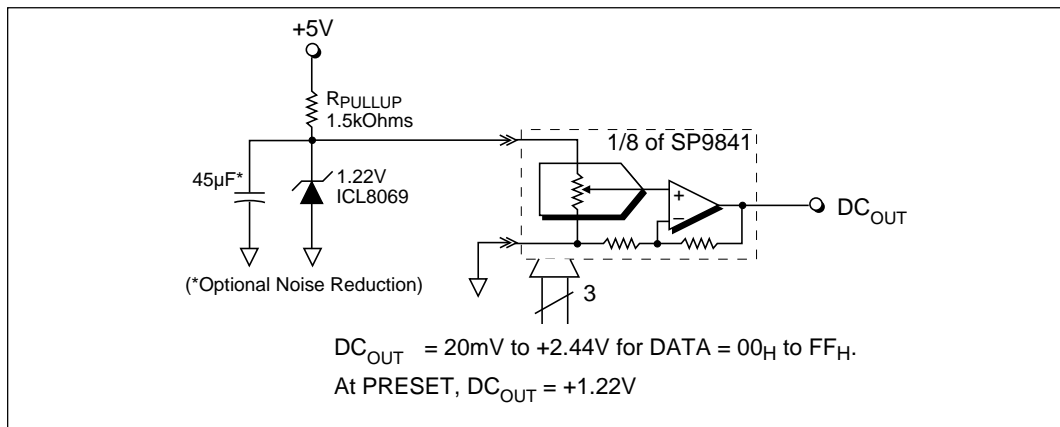 +5V
RPULLUP
1.5kOhms
1/8 of SP9841
45µF*
1.22V
ICL8069
+
−
DCOUT
(*Optional Noise Reduction)
3
DCOUT = 20mV to +2.44V for DATA = 00H to FFH.
At PRESET, DCOUT = +1.22V